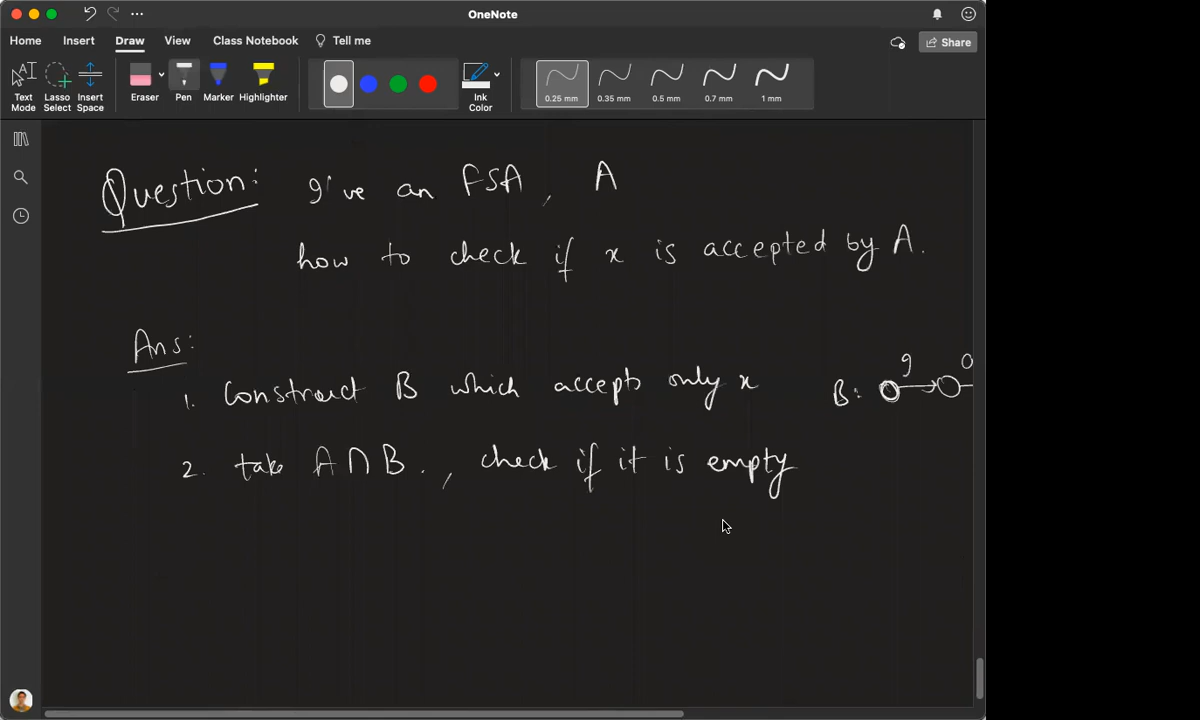 OneNote
Home Insert Draw View Class Notebook Tell me Share
Text Mode Lasso Select Insert Space Eraser Pen Marker Highlighter Ink Color 0.25 mm 0.35 mm 0.5 mm 0.7 mm 1 mm
Question: give an FSA, A
how to check if x is accepted by A.
Ans:
1. Construct B which accepts only x B: g o
2. take A∩B., check if it is empty